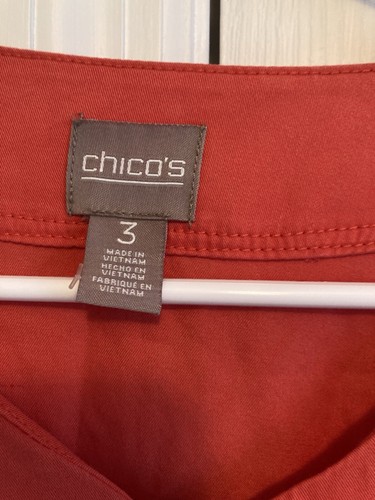 chico's
3
MADE IN
VIETNAM
HECHO EN
VIETNAM
FABRIQUÉ EN
VIETNAM